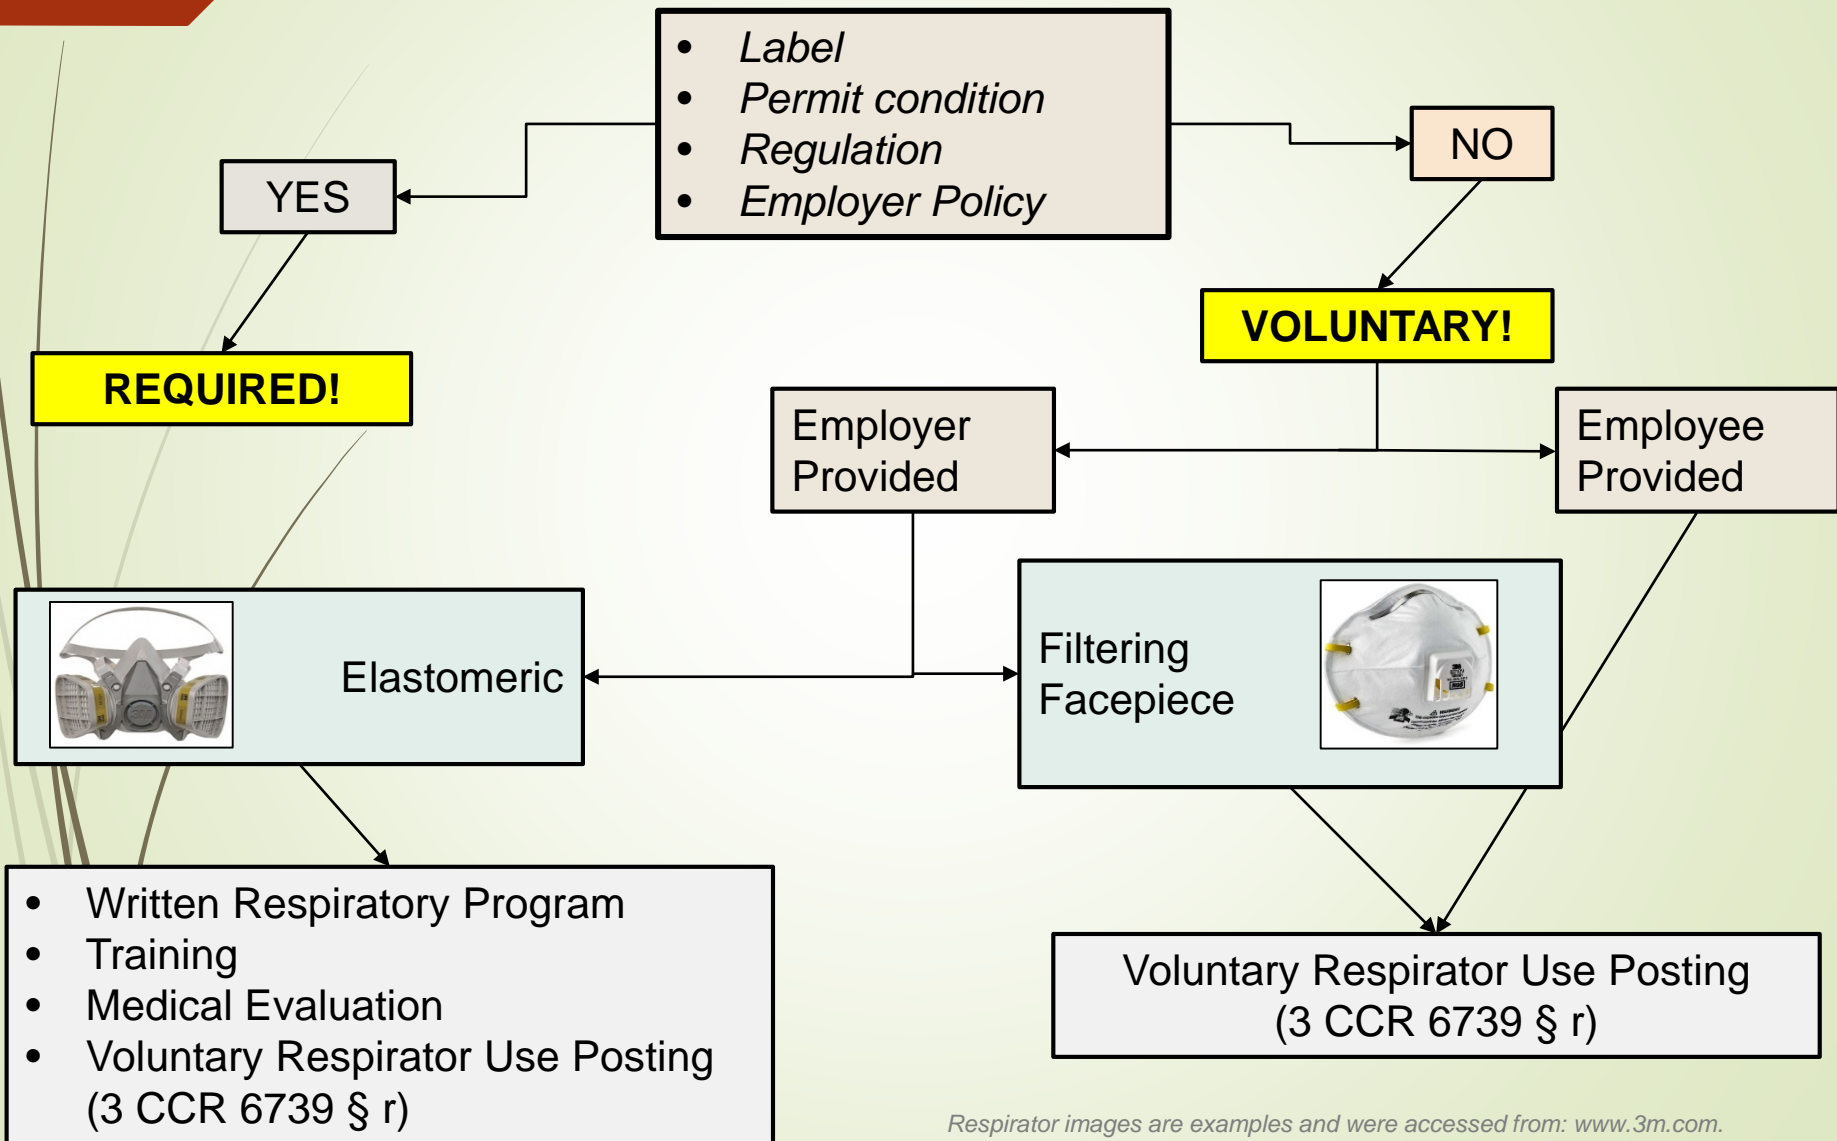 • Label
• Permit condition
• Regulation
• Employer Policy
NO
YES
VOLUNTARY!
REQUIRED!
Employer
Provided
Employee
Provided
Elastomeric
Filtering
Facepiece
3M
• Written Respiratory Program
• Training
• Medical Evaluation
• Voluntary Respirator Use Posting
(3 CCR 6739 § r)
Voluntary Respirator Use Posting
(3 CCR 6739 § r)
Respirator images are examples and were accessed from: www.3m.com.